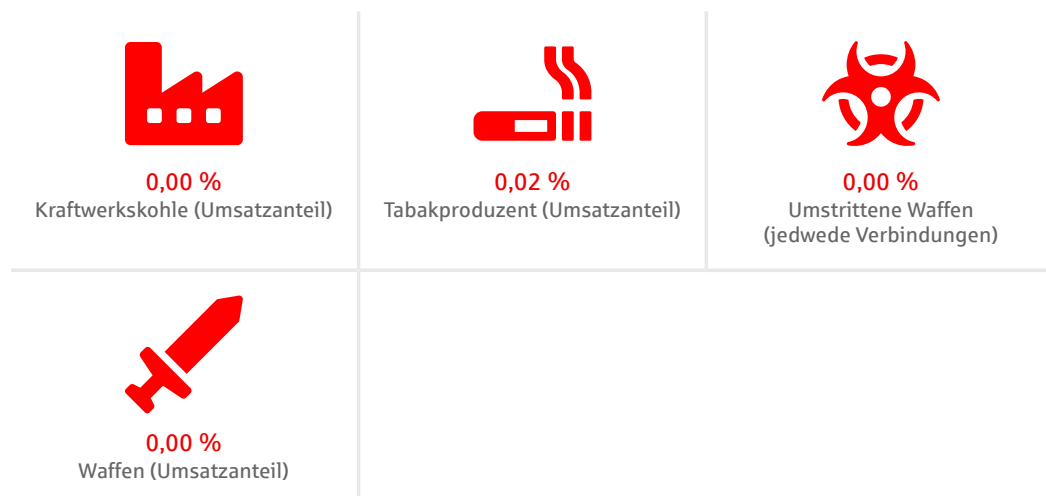 0,00 %
Kraftwerkskohle (Umsatzanteil)
0,02 %
Tabakproduzent (Umsatzanteil)
0,00 %
Umstrittene Waffen
(jedwede Verbindungen)
0,00 %
Waffen (Umsatzanteil)